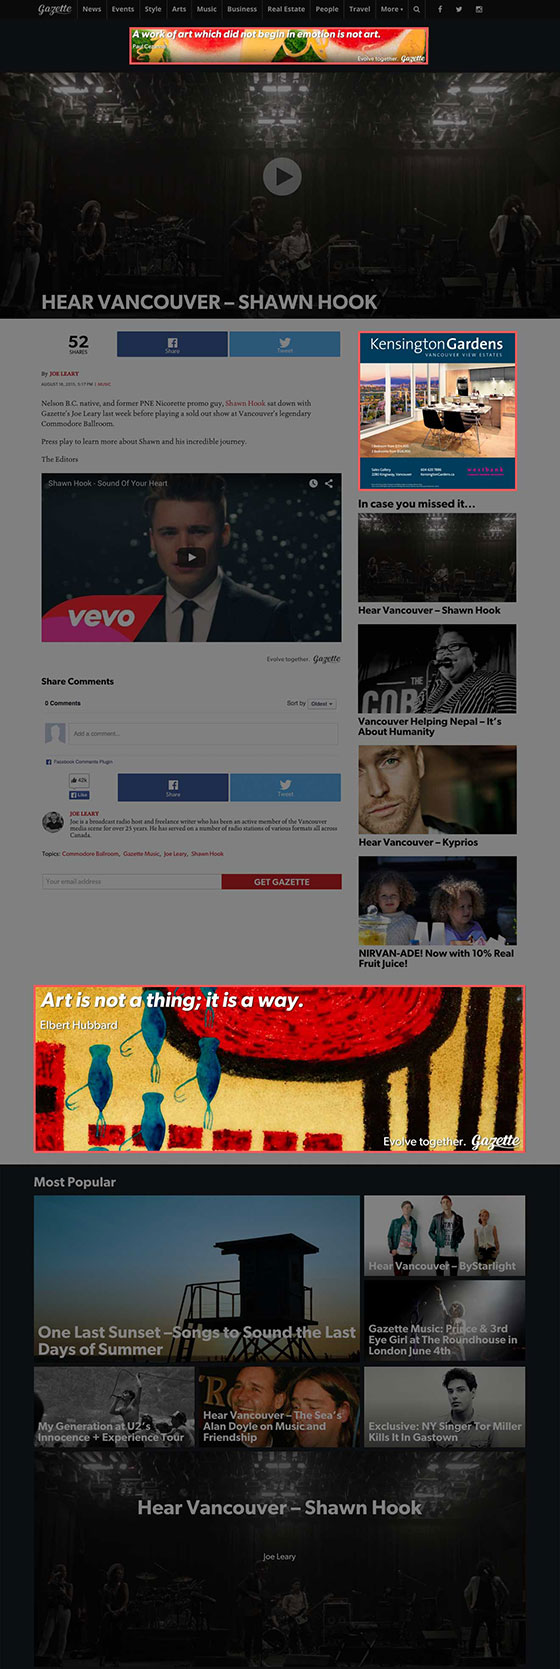 Gazette News Events Style Arts Music Business Real Estate People Travel More
A work of art which did not begin in emotion is not art.
Paul Cezanne
Evolve together. Gazette
HEAR VANCOUVER – SHAWN HOOK
52
SHARES
Share
Tweet
By JOE LEARY
AUGUST 18, 2015, 5:17 PM | MUSIC
Nelson B.C. native, and former PNE Nicorette promo guy, Shawn Hook sat down with
Gazette's Joe Leary last week before playing a sold out show at Vancouver's legendary
Commodore Ballroom.
Press play to learn more about Shawn and his incredible journey.
The Editors
Shawn Hook - Sound Of Your Heart
vevo
Evolve together. Gazette
Share Comments
0 Comments
Sort by Oldest
Add a comment...
Facebook Comments Plugin
42k
Like
Share
Tweet
JOE LEARY
Joe is a broadcast radio host and freelance writer who has been an active member of the Vancouver
media scene for over 25 years. He has served on a number of radio stations of various formats all across
Canada.
Topics: Commodore Ballroom, Gazette Music, Joe Leary, Shawn Hook
Your email address
GET GAZETTE
KensingtonGardens
VANCOUVER VIEW ESTATES
Sales Gallery
2280 Kingsway, Vancouver
604 620 7886
KensingtonGardens.ca
westbank
In case you missed it...
Hear Vancouver – Shawn Hook
THE
COB
Vancouver Helping Nepal – It's
About Humanity
Hear Vancouver – Kyprios
NIRVAN-ADE! Now with 10% Real
Fruit Juice!
Art is not a thing; it is a way.
Elbert Hubbard
Evolve together. Gazette
Most Popular
One Last Sunset –Songs to Sound the Last
Days of Summer
Hear Vancouver – ByStarlight
Gazette Music: Prince & 3rd
Eye Girl at The Roundhouse in
London June 4th
My Generation at U2's
Innocence + Experience Tour
Hear Vancouver – The Sea's
Alan Doyle on Music and
Friendship
Exclusive: NY Singer Tor Miller
Kills It In Gastown
Hear Vancouver – Shawn Hook
Joe Leary